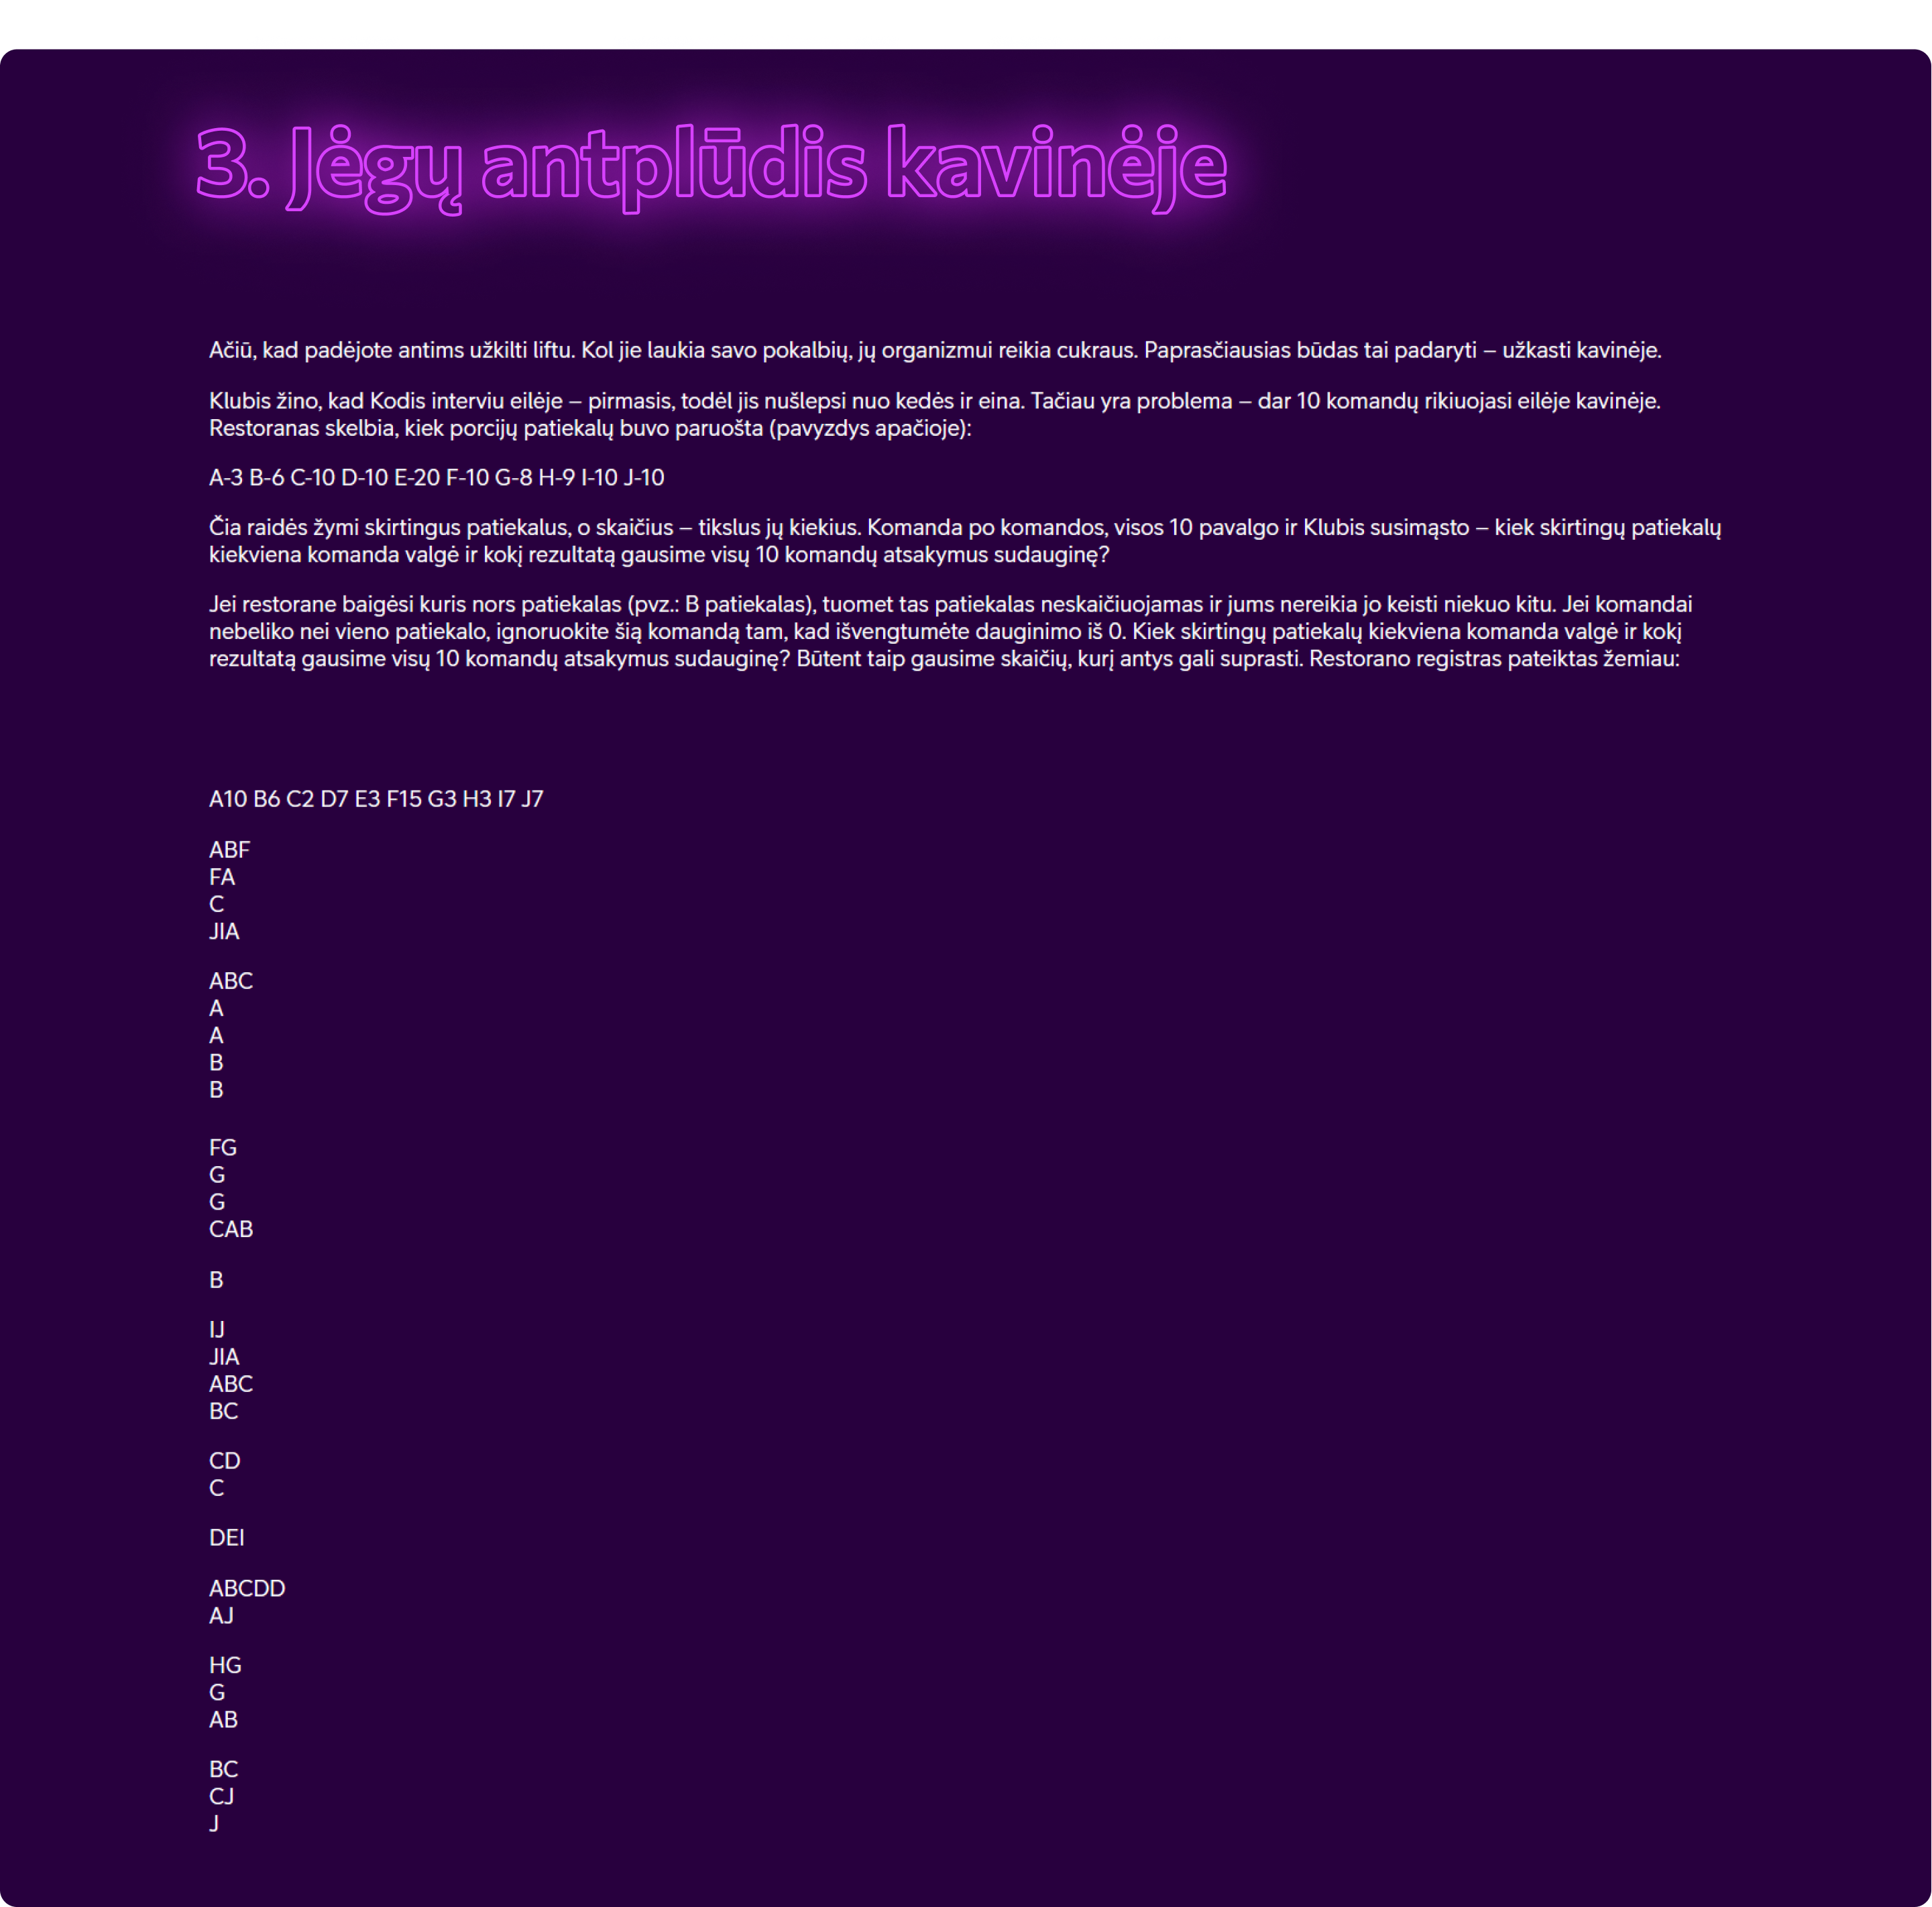 3. Jėgų antplūdis kavinėje
Ačiū, kad padėjote antims užkilti liftu. Kol jie laukia savo pokalbių, jų organizmui reikia cukraus. Paprasčiausias būdas tai padaryti – užkasti kavinėje.
Klubis žino, kad Kodis interviu eilėje – pirmasis, todėl jis nušlepsi nuo kedės ir eina. Tačiau yra problema – dar 10 komandų rikiuojasi eilėje kavinėje.
Restoranas skelbia, kiek porcijų patiekalų buvo paruošta (pavyzdys apačioje):
A-3 B-6 C-10 D-10 E-20 F-10 G-8 H-9 I-10 J-10
Čia raidės žymi skirtingus patiekalus, o skaičius – tikslus jų kiekius. Komanda po komandos, visos 10 pavalgo ir Klubis susimąsto – kiek skirtingų patiekalų
kiekviena komanda valgė ir kokį rezultatą gausime visų 10 komandų atsakymus sudauginę?
Jei restorane baigėsi kuris nors patiekalas (pvz.: B patiekalas), tuomet tas patiekalas neskaičiuojamas ir jums nereikia jo keisti niekuo kitu. Jei komandai
nebeliko nei vieno patiekalo, ignoruokite šią komandą tam, kad išvengtumėte dauginimo iš 0. Kiek skirtingų patiekalų kiekviena komanda valgė ir kokį
rezultatą gausime visų 10 komandų atsakymus sudauginę? Būtent taip gausime skaičių, kurį antys gali suprasti. Restorano registras pateiktas žemiau:
A10 B6 C2 D7 E3 F15 G3 H3 I7 J7
ABF
FA
C
JIA
ABC
A
A
B
B
FG
G
G
CAB
B
IJ
JIA
ABC
BC
CD
C
DEI
ABCDD
AJ
HG
G
AB
BC
CJ
J